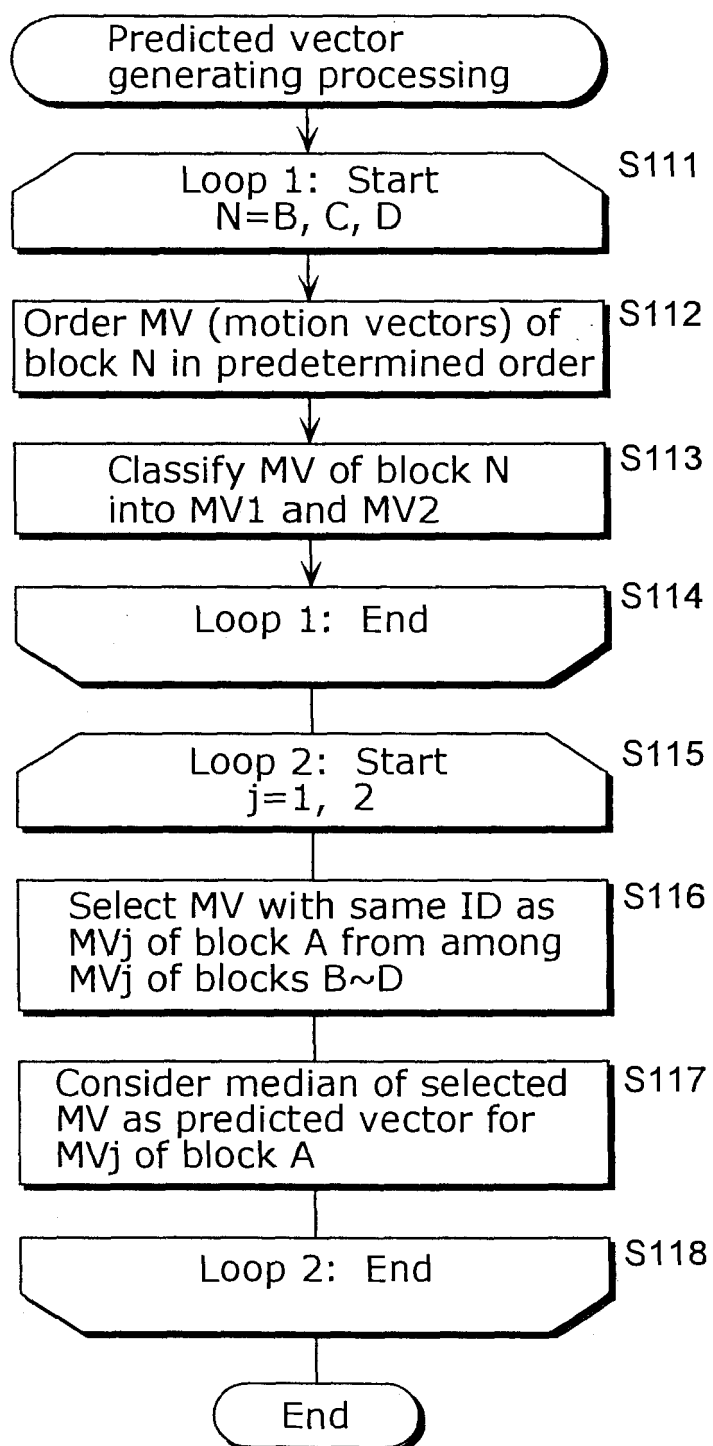 Predicted vector
generating processing
Loop 1: Start
N=B, C, D
S111
Order MV (motion vectors) of
block N in predetermined order
S112
Classify MV of block N
into MV1 and MV2
S113
Loop 1: End
S114
Loop 2: Start
j=1, 2
S115
Select MV with same ID as
MVj of block A from among
MVj of blocks B~D
S116
Consider median of selected
MV as predicted vector for
MVj of block A
S117
Loop 2: End
S118
End